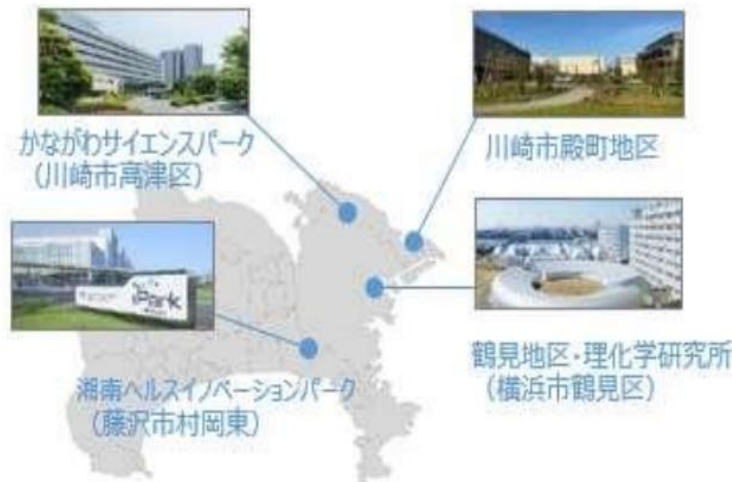 かながわサイエンスパーク
（川崎市高津区）
川崎市殿町地区
iPark
鶴見地区・理化学研究所
（横浜市鶴見区）
湘南ヘルスイノベーションパーク
（藤沢市村岡東）